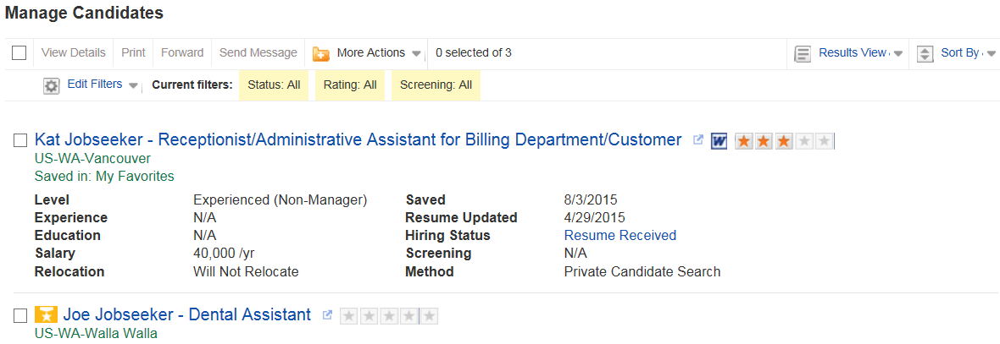 Manage Candidates
View Details Print Forward Send Message More Actions 0 selected of 3 Results View Sort By
Edit Filters Current filters: Status: All Rating: All Screening: All
Kat Jobseeker - Receptionist/Administrative Assistant for Billing Department/Customer W
US-WA-Vancouver
Saved in: My Favorites
Level Experienced (Non-Manager) Saved 8/3/2015
Experience N/A Resume Updated 4/29/2015
Education N/A Hiring Status Resume Received
Salary 40,000 /yr Screening N/A
Relocation Will Not Relocate Method Private Candidate Search
Joe Jobseeker - Dental Assistant
US-WA-Walla Walla